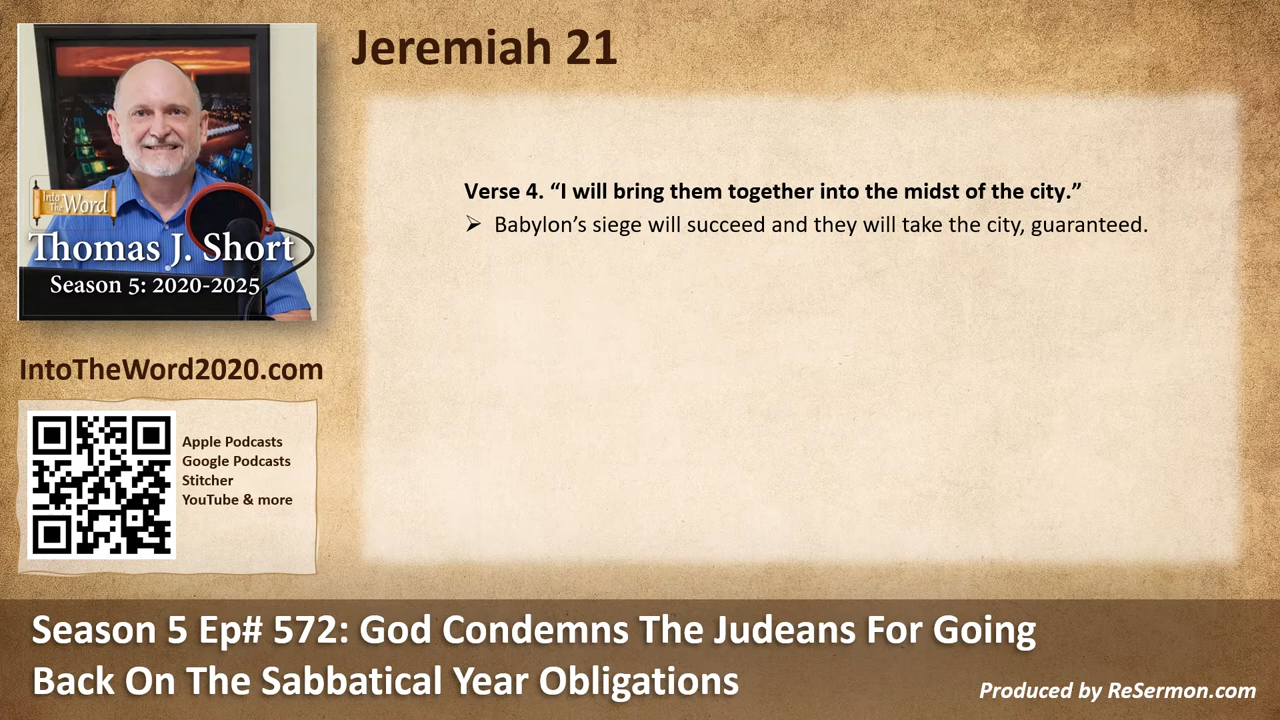 Jeremiah 21
Into
The Word
Thomas J. Short
Season 5: 2020-2025
Verse 4. “I will bring them together into the midst of the city.”
➢ Babylon’s siege will succeed and they will take the city, guaranteed.
IntoTheWord2020.com
Apple Podcasts
Google Podcasts
Stitcher
YouTube & more
Season 5 Ep# 572: God Condemns The Judeans For Going
Back On The Sabbatical Year Obligations
Produced by ReSermon.com